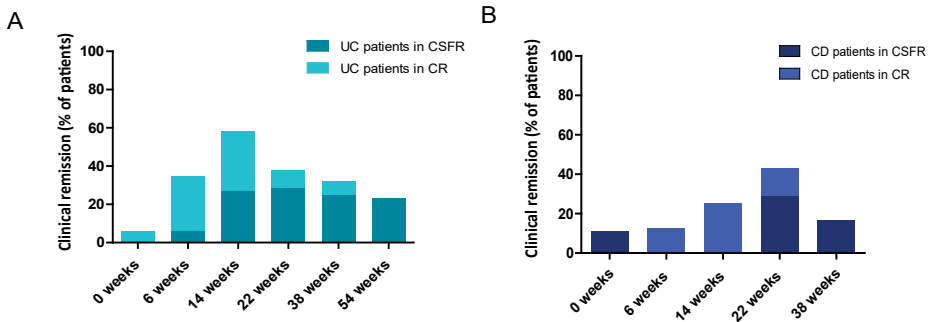 A
Clinical remission (% of patients)
100
80
60
40
20
0
UC patients in CSFR
UC patients in CR
0 weeks
6 weeks
14 weeks
22 weeks
38 weeks
54 weeks
B
Clinical remission (% of patients)
100
80
60
40
20
0
CD patients in CSFR
CD patients in CR
0 weeks
6 weeks
14 weeks
22 weeks
38 weeks